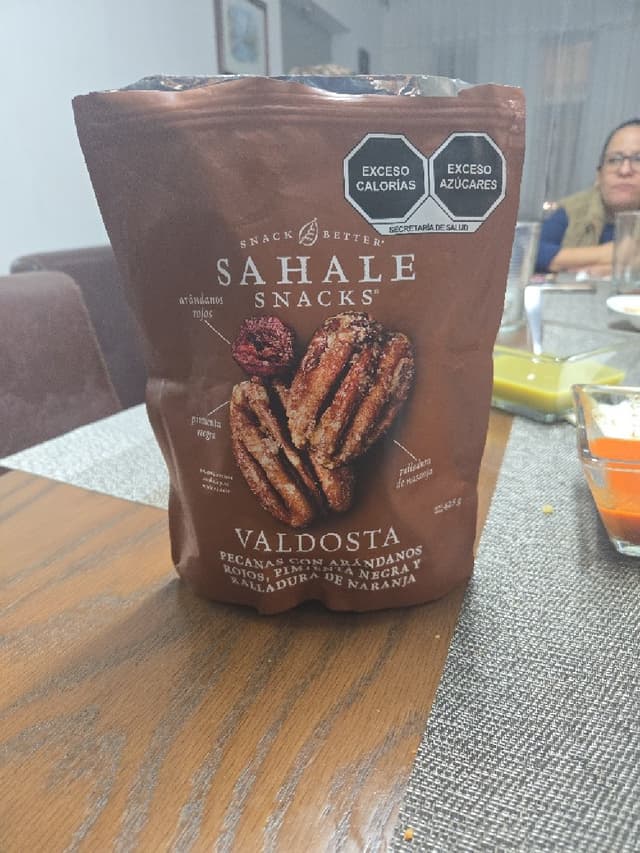 EXCESO
CALORÍAS
EXCESO
AZÚCARES
SECRETARÍA DE SALUD
SNACK BETTER
SAHALE
SNACKS
arándanos
rojos
pimienta
negra
ralladura
de naranja
VALDOSTA
PECANAS CON ARÁNDANOS
ROJOS, PIMIENTA NEGRA Y
RALLADURA DE NARANJA